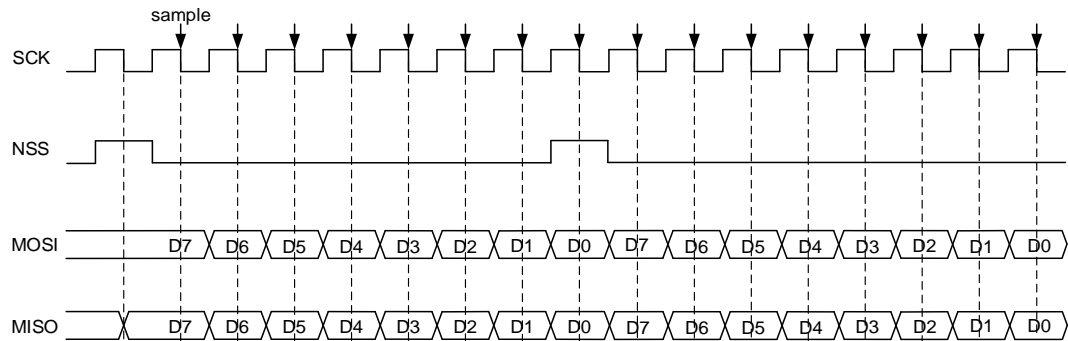 sample
SCK
NSS
MOSI D7 D6 D5 D4 D3 D2 D1 D0 D7 D6 D5 D4 D3 D2 D1 D0
MISO D7 D6 D5 D4 D3 D2 D1 D0 D7 D6 D5 D4 D3 D2 D1 D0